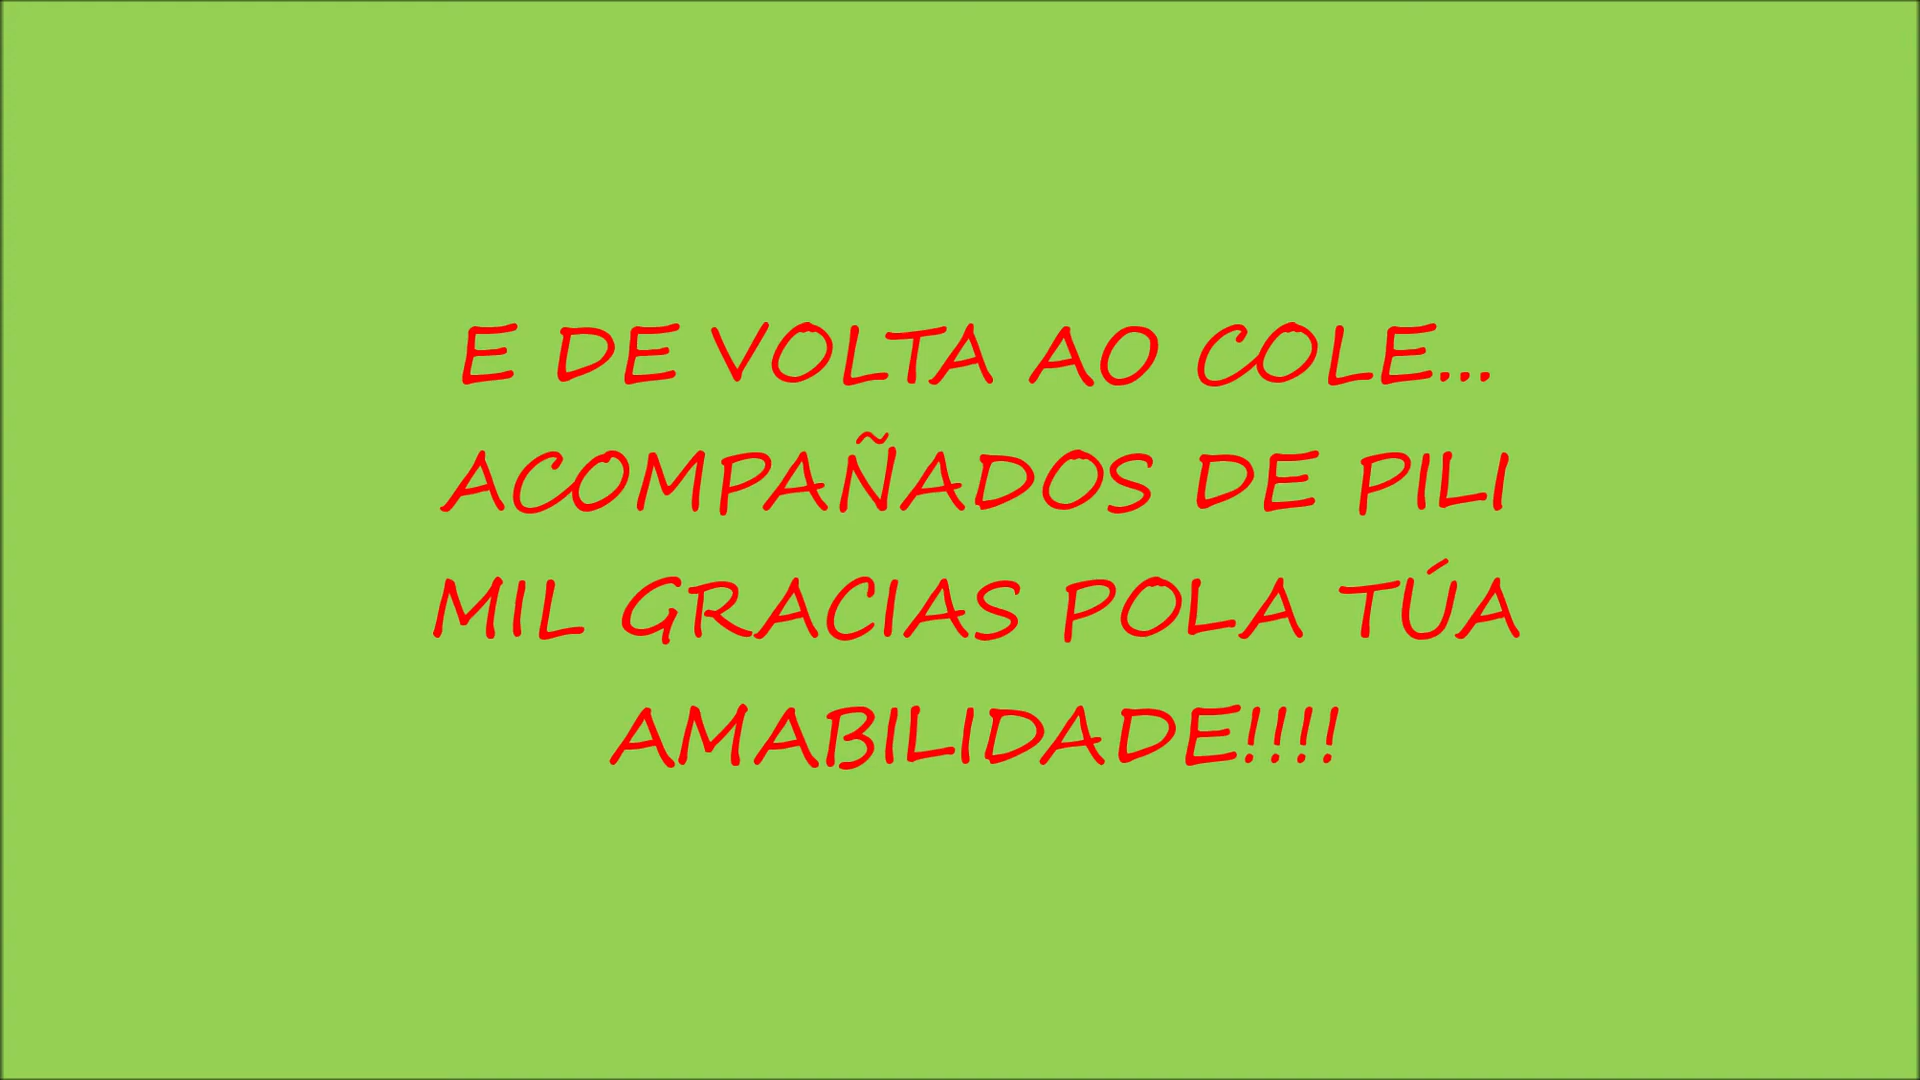 E DE VOLTA AO COLE...
ACOMPAÑADOS DE PILI
MIL GRACIAS POLA TÚA
AMABILIDADE!!!!